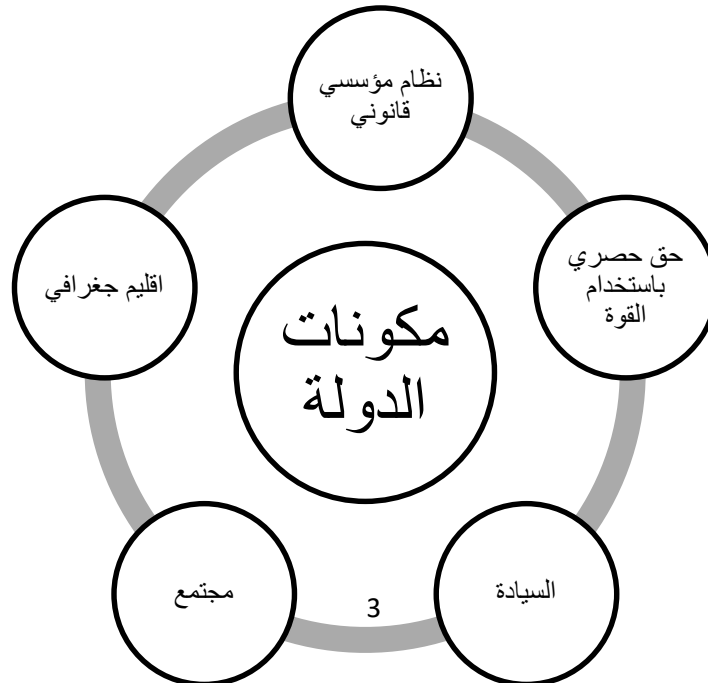 نظام مؤسسي
قانوني
حق حصري
باستخدام
القوة
اقليم جغرافي
مكونات
الدولة
السيادة
مجتمع
3